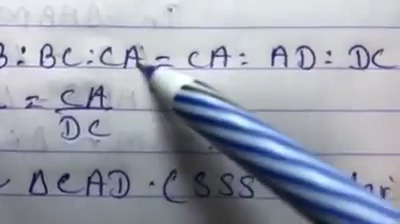 B : BC : CA = CA : AD : DC
= CA
DC
ΔCAD . (SSS